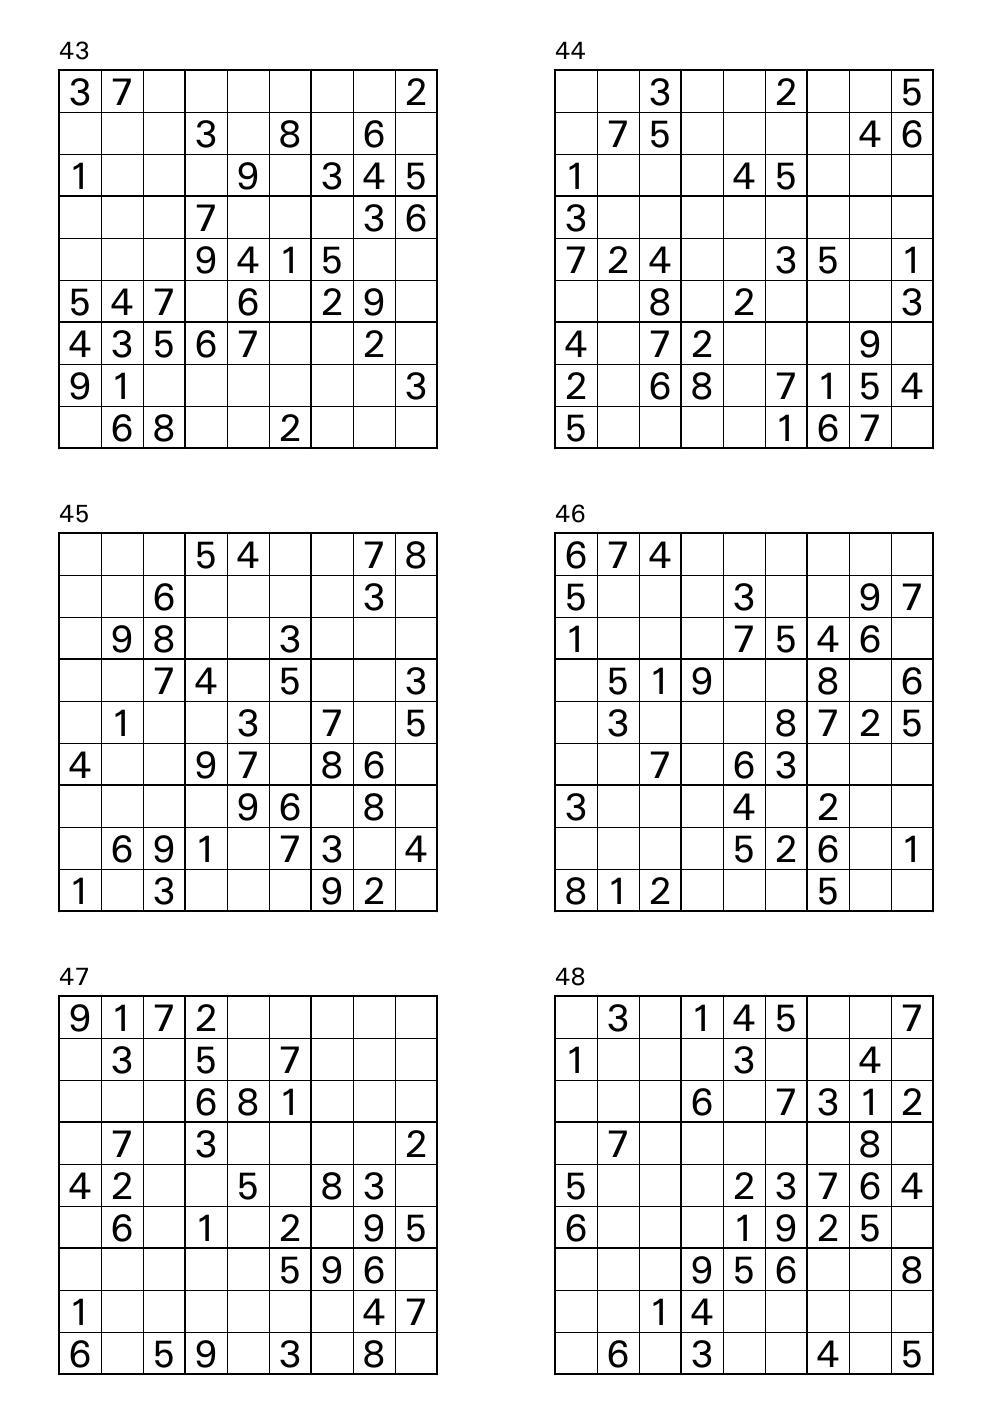 43
3 7 2
3 8 6
1 9 3 4 5
7 3 6
9 4 1 5
5 4 7 6 2 9
4 3 5 6 7 2
9 1 3
6 8 2
44
3 2 5
7 5 4 6
1 4 5
3
7 2 4 3 5 1
8 2 3
4 7 2 9
2 6 8 7 1 5 4
5 1 6 7
45
5 4 7 8
6 3
9 8 3
7 4 5 3
1 3 7 5
4 9 7 8 6
9 6 8
6 9 1 7 3 4
1 3 9 2
46
6 7 4
5 3 9 7
1 7 5 4 6
5 1 9 8 6
3 8 7 2 5
7 6 3
3 4 2
5 2 6 1
8 1 2 5
47
9 1 7 2
3 5 7
6 8 1
7 3 2
4 2 5 8 3
6 1 2 9 5
5 9 6
1 4 7
6 5 9 3 8
48
3 1 4 5 7
1 3 4
6 7 3 1 2
7 8
5 2 3 7 6 4
6 1 9 2 5
9 5 6 8
1 4
6 3 4 5